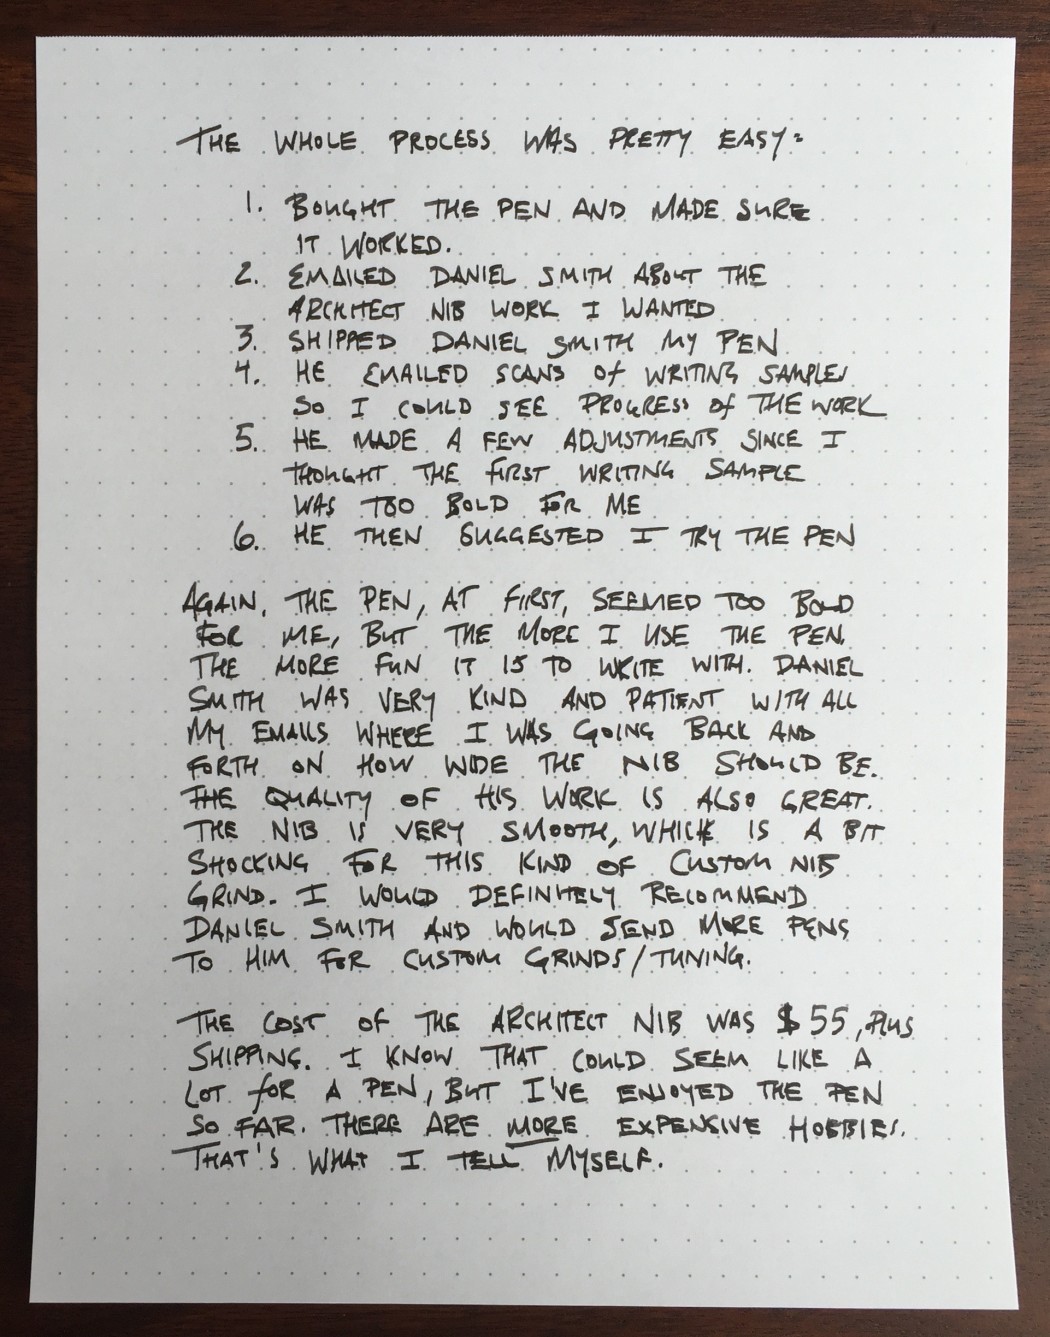 THE WHOLE PROCESS WAS PRETTY EASY:
1. BOUGHT THE PEN AND MADE SURE
IT WORKED.
2. EMAILED DANIEL SMITH ABOUT THE
ARCHITECT NIB WORK I WANTED
3. SHIPPED DANIEL SMITH MY PEN
4. HE EMAILED SCANS OF WRITING SAMPLES
SO I COULD SEE PROGRESS OF THE WORK
5. HE MADE A FEW ADJUSTMENTS SINCE I
THOUGHT THE FIRST WRITING SAMPLE
WAS TOO BOLD FOR ME
6. HE THEN SUGGESTED I TRY THE PEN
AGAIN, THE PEN, AT FIRST, SEEMED TOO BOLD
FOR ME, BUT THE MORE I USE THE PEN
THE MORE FUN IT IS TO WRITE WITH. DANIEL
SMITH WAS VERY KIND AND PATIENT WITH ALL
MY EMAILS WHERE I WAS GOING BACK AND
FORTH ON HOW WIDE THE NIB SHOULD BE.
THE QUALITY OF HIS WORK IS ALSO GREAT.
THE NIB IS VERY SMOOTH, WHICH IS A BIT
SHOCKING FOR THIS KIND OF CUSTOM NIB
GRIND. I WOULD DEFINITELY RECOMMEND
DANIEL SMITH AND WOULD SEND MORE PENS
TO HIM FOR CUSTOM GRINDS/TUNING.
THE COST OF THE ARCHITECT NIB WAS $55, PLUS
SHIPPING. I KNOW THAT COULD SEEM LIKE A
LOT FOR A PEN, BUT I'VE ENJOYED THE PEN
SO FAR. THERE ARE MORE EXPENSIVE HOBBIES.
THAT'S WHAT I TELL MYSELF.